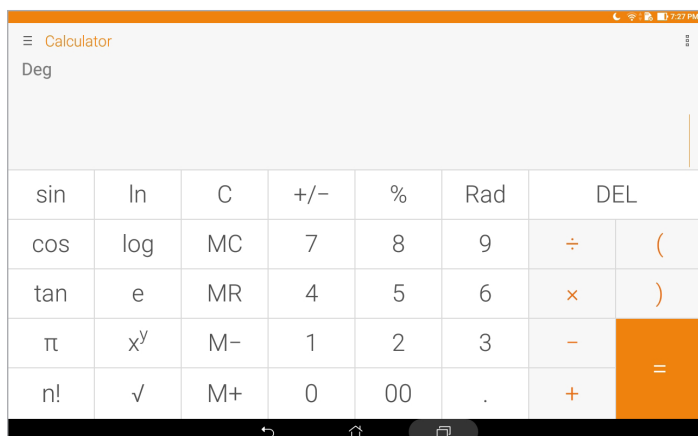 7:27 PM
Calculator
Deg
sin ln C +/− % Rad DEL
cos log MC 7 8 9 ÷ (
tan e MR 4 5 6 × )
π xʸ M− 1 2 3 −
n! √ M+ 0 00 . + =